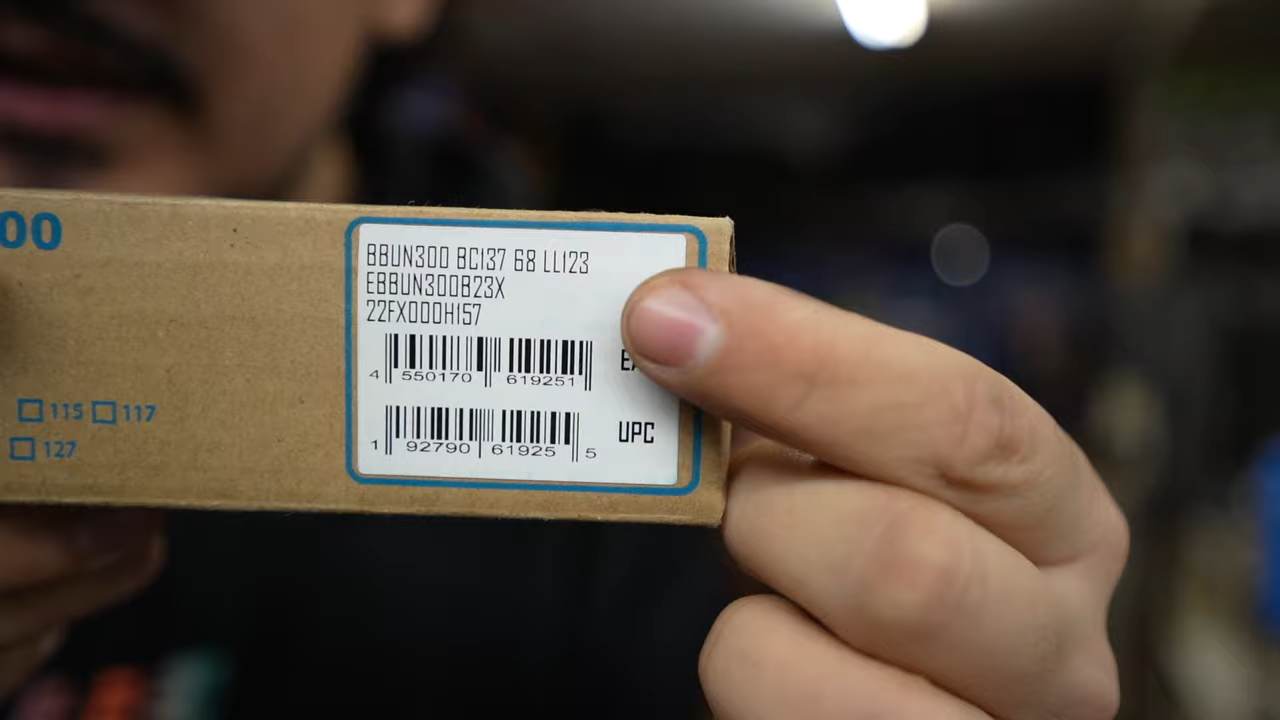 00
BBUN300 BC137 68 LL123
EBBUN300B23X
22FX000H157
4 550170 619251
UPC
1 92790 61925 5
115 117
127